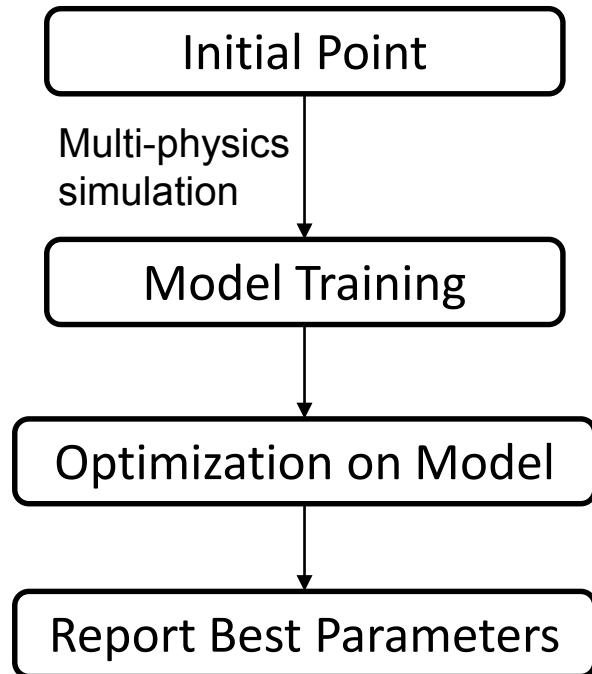 Initial Point
Multi-physics
simulation
Model Training
Optimization on Model
Report Best Parameters